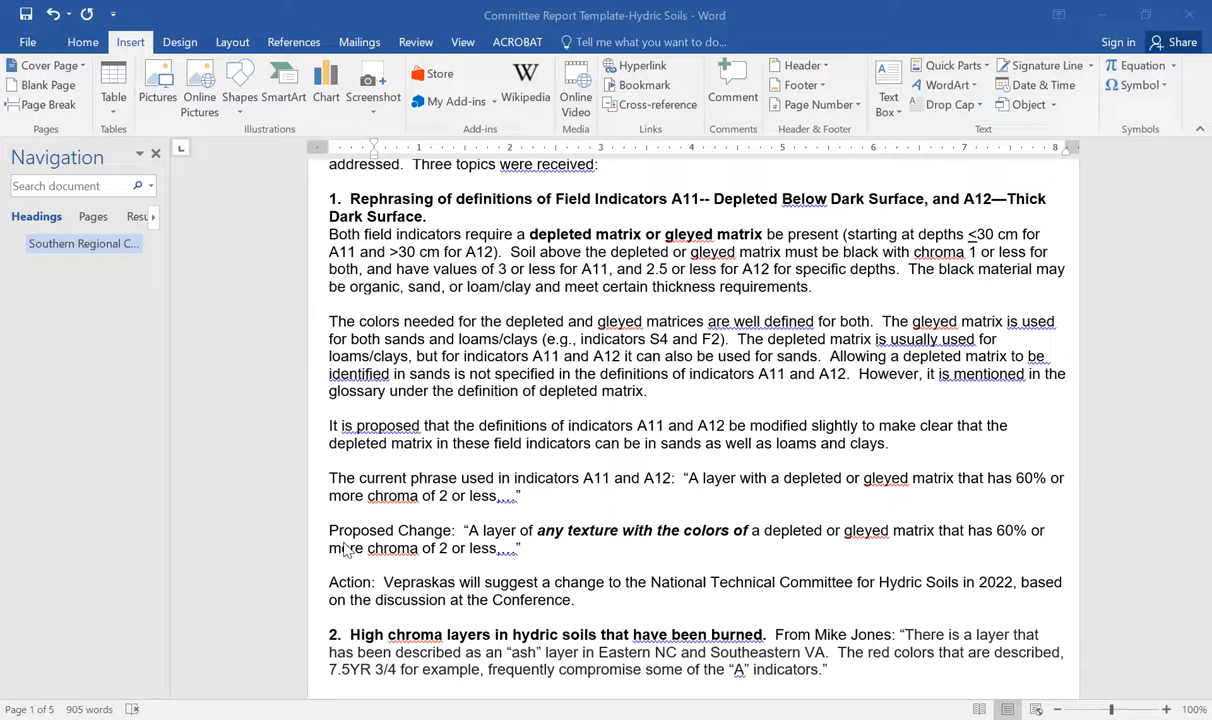 Committee Report Template-Hydric Soils - Word
File Home Insert Design Layout References Mailings Review View ACROBAT Tell me what you want to do... Sign in Share
Cover Page
Blank Page
Page Break
Pages
Table
Tables
Pictures
Online Pictures
Shapes
SmartArt
Chart
Screenshot
Illustrations
Store
My Add-ins
Wikipedia
Add-ins
Online Video
Media
Hyperlink
Bookmark
Cross-reference
Links
Comment
Comments
Header
Footer
Page Number
Header & Footer
Text Box
Quick Parts
WordArt
Drop Cap
Signature Line
Date & Time
Object
Text
Equation
Symbol
Symbols
Navigation
Search document
Headings Pages Resu
Southern Regional C...
1 2 3 4 5 6 7 8
addressed. Three topics were received:
1. Rephrasing of definitions of Field Indicators A11-- Depleted Below Dark Surface, and A12—Thick
Dark Surface.
Both field indicators require a depleted matrix or gleyed matrix be present (starting at depths <30 cm for
A11 and >30 cm for A12). Soil above the depleted or gleyed matrix must be black with chroma 1 or less for
both, and have values of 3 or less for A11, and 2.5 or less for A12 for specific depths. The black material may
be organic, sand, or loam/clay and meet certain thickness requirements.
The colors needed for the depleted and gleyed matrices are well defined for both. The gleyed matrix is used
for both sands and loams/clays (e.g., indicators S4 and F2). The depleted matrix is usually used for
loams/clays, but for indicators A11 and A12 it can also be used for sands. Allowing a depleted matrix to be
identified in sands is not specified in the definitions of indicators A11 and A12. However, it is mentioned in the
glossary under the definition of depleted matrix.
It is proposed that the definitions of indicators A11 and A12 be modified slightly to make clear that the
depleted matrix in these field indicators can be in sands as well as loams and clays.
The current phrase used in indicators A11 and A12: “A layer with a depleted or gleyed matrix that has 60% or
more chroma of 2 or less,…”
Proposed Change: “A layer of any texture with the colors of a depleted or gleyed matrix that has 60% or
more chroma of 2 or less,…”
Action: Vepraskas will suggest a change to the National Technical Committee for Hydric Soils in 2022, based
on the discussion at the Conference.
2. High chroma layers in hydric soils that have been burned. From Mike Jones: “There is a layer that
has been described as an “ash” layer in Eastern NC and Southeastern VA. The red colors that are described,
7.5YR 3/4 for example, frequently compromise some of the “A” indicators.”
Page 1 of 5 905 words 100%